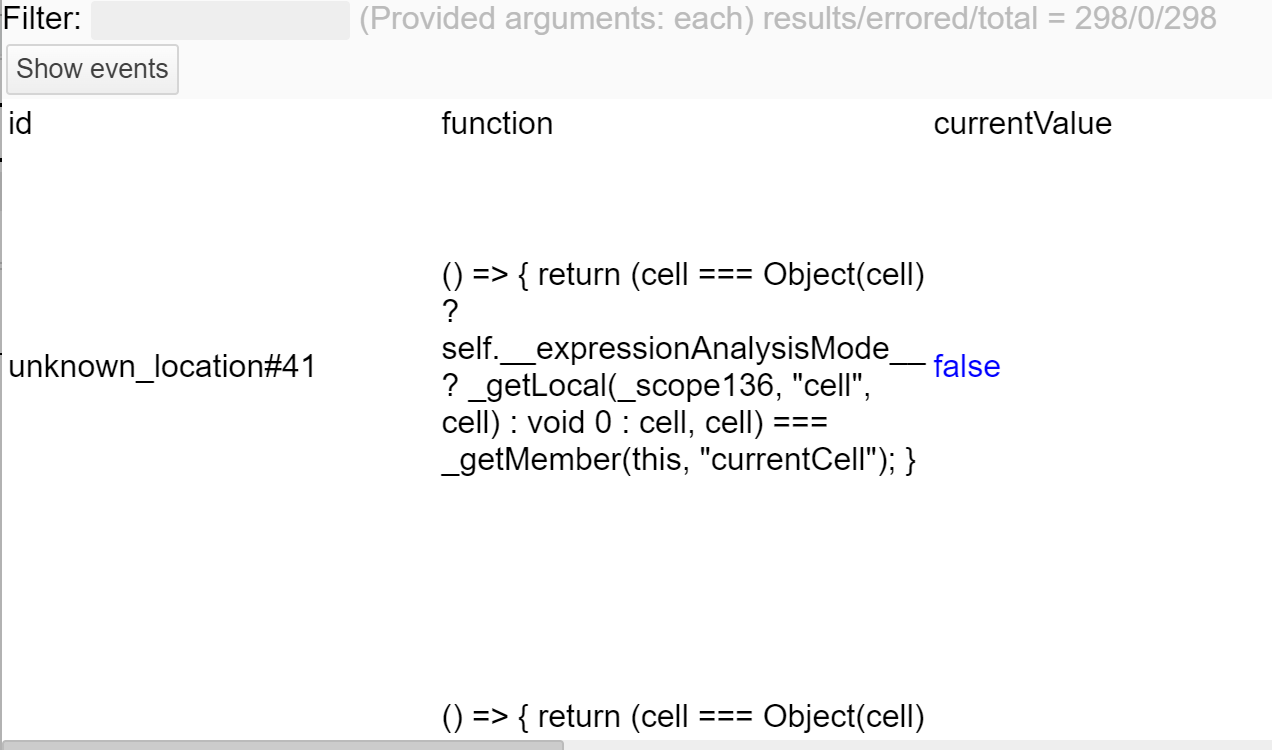 Filter: (Provided arguments: each) results/errored/total = 298/0/298
Show events
id function currentValue
() => { return (cell === Object(cell)
?
self.__expressionAnalysisMode__
unknown_location#41 false
? _getLocal(_scope136, "cell",
cell) : void 0 : cell, cell) ===
_getMember(this, "currentCell"); }
() => { return (cell === Object(cell)